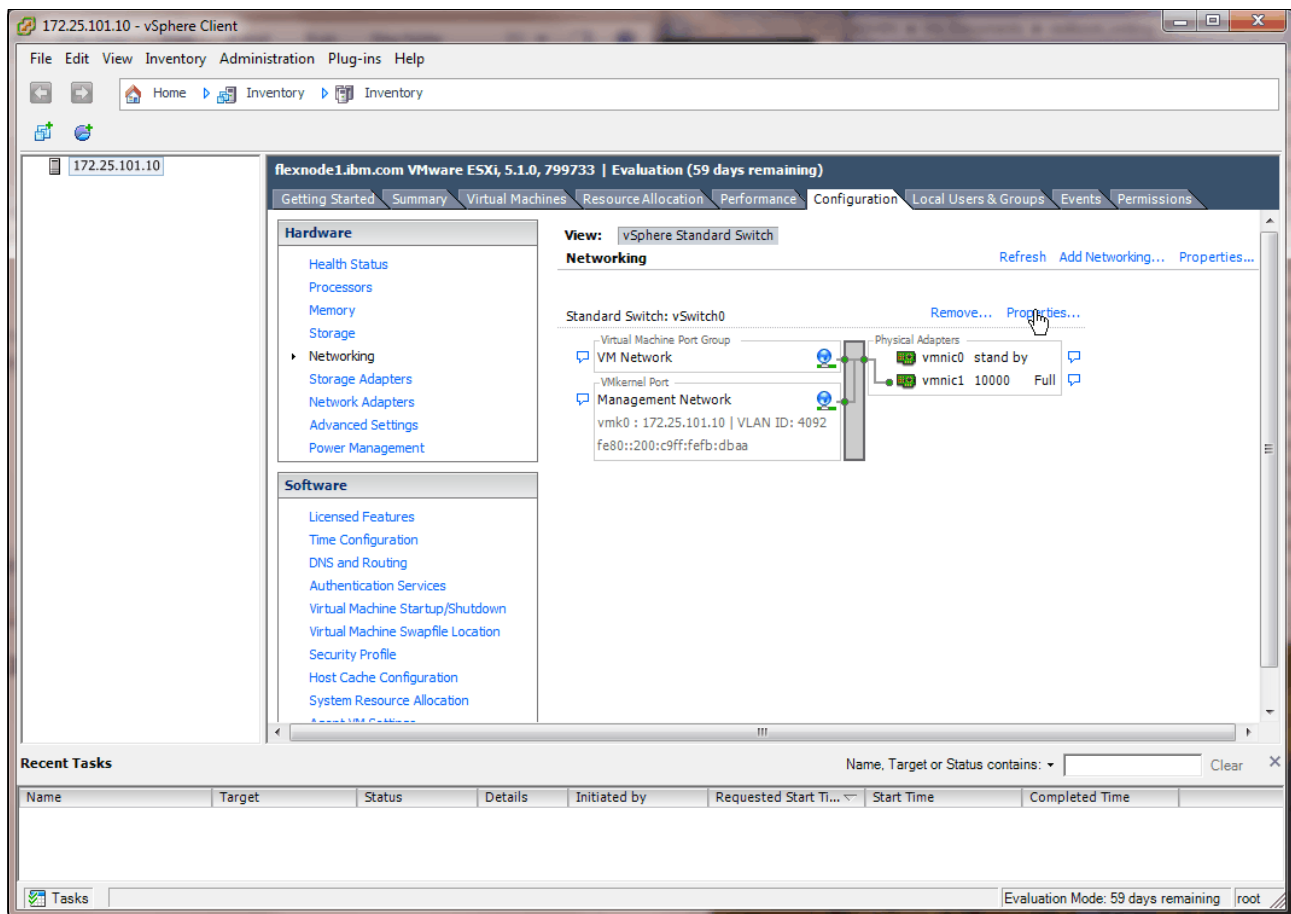 172.25.101.10 - vSphere Client
File Edit View Inventory Administration Plug-ins Help
Home Inventory Inventory
172.25.101.10
flexnode1.ibm.com VMware ESXi, 5.1.0, 799733 | Evaluation (59 days remaining)
Getting Started Summary Virtual Machines Resource Allocation Performance Configuration Local Users & Groups Events Permissions
Hardware
Health Status
Processors
Memory
Storage
Networking
Storage Adapters
Network Adapters
Advanced Settings
Power Management
Software
Licensed Features
Time Configuration
DNS and Routing
Authentication Services
Virtual Machine Startup/Shutdown
Virtual Machine Swapfile Location
Security Profile
Host Cache Configuration
System Resource Allocation
Agent VM Settings
View: vSphere Standard Switch
Networking
Refresh Add Networking... Properties...
Standard Switch: vSwitch0
Remove... Properties...
Virtual Machine Port Group
VM Network
VMkernel Port
Management Network
vmk0 : 172.25.101.10 | VLAN ID: 4092
fe80::200:c9ff:fefb:dbaa
Physical Adapters
vmnic0 stand by
vmnic1 10000 Full
Recent Tasks
Name, Target or Status contains:
Clear
Name Target Status Details Initiated by Requested Start Ti... Start Time Completed Time
Tasks
Evaluation Mode: 59 days remaining root